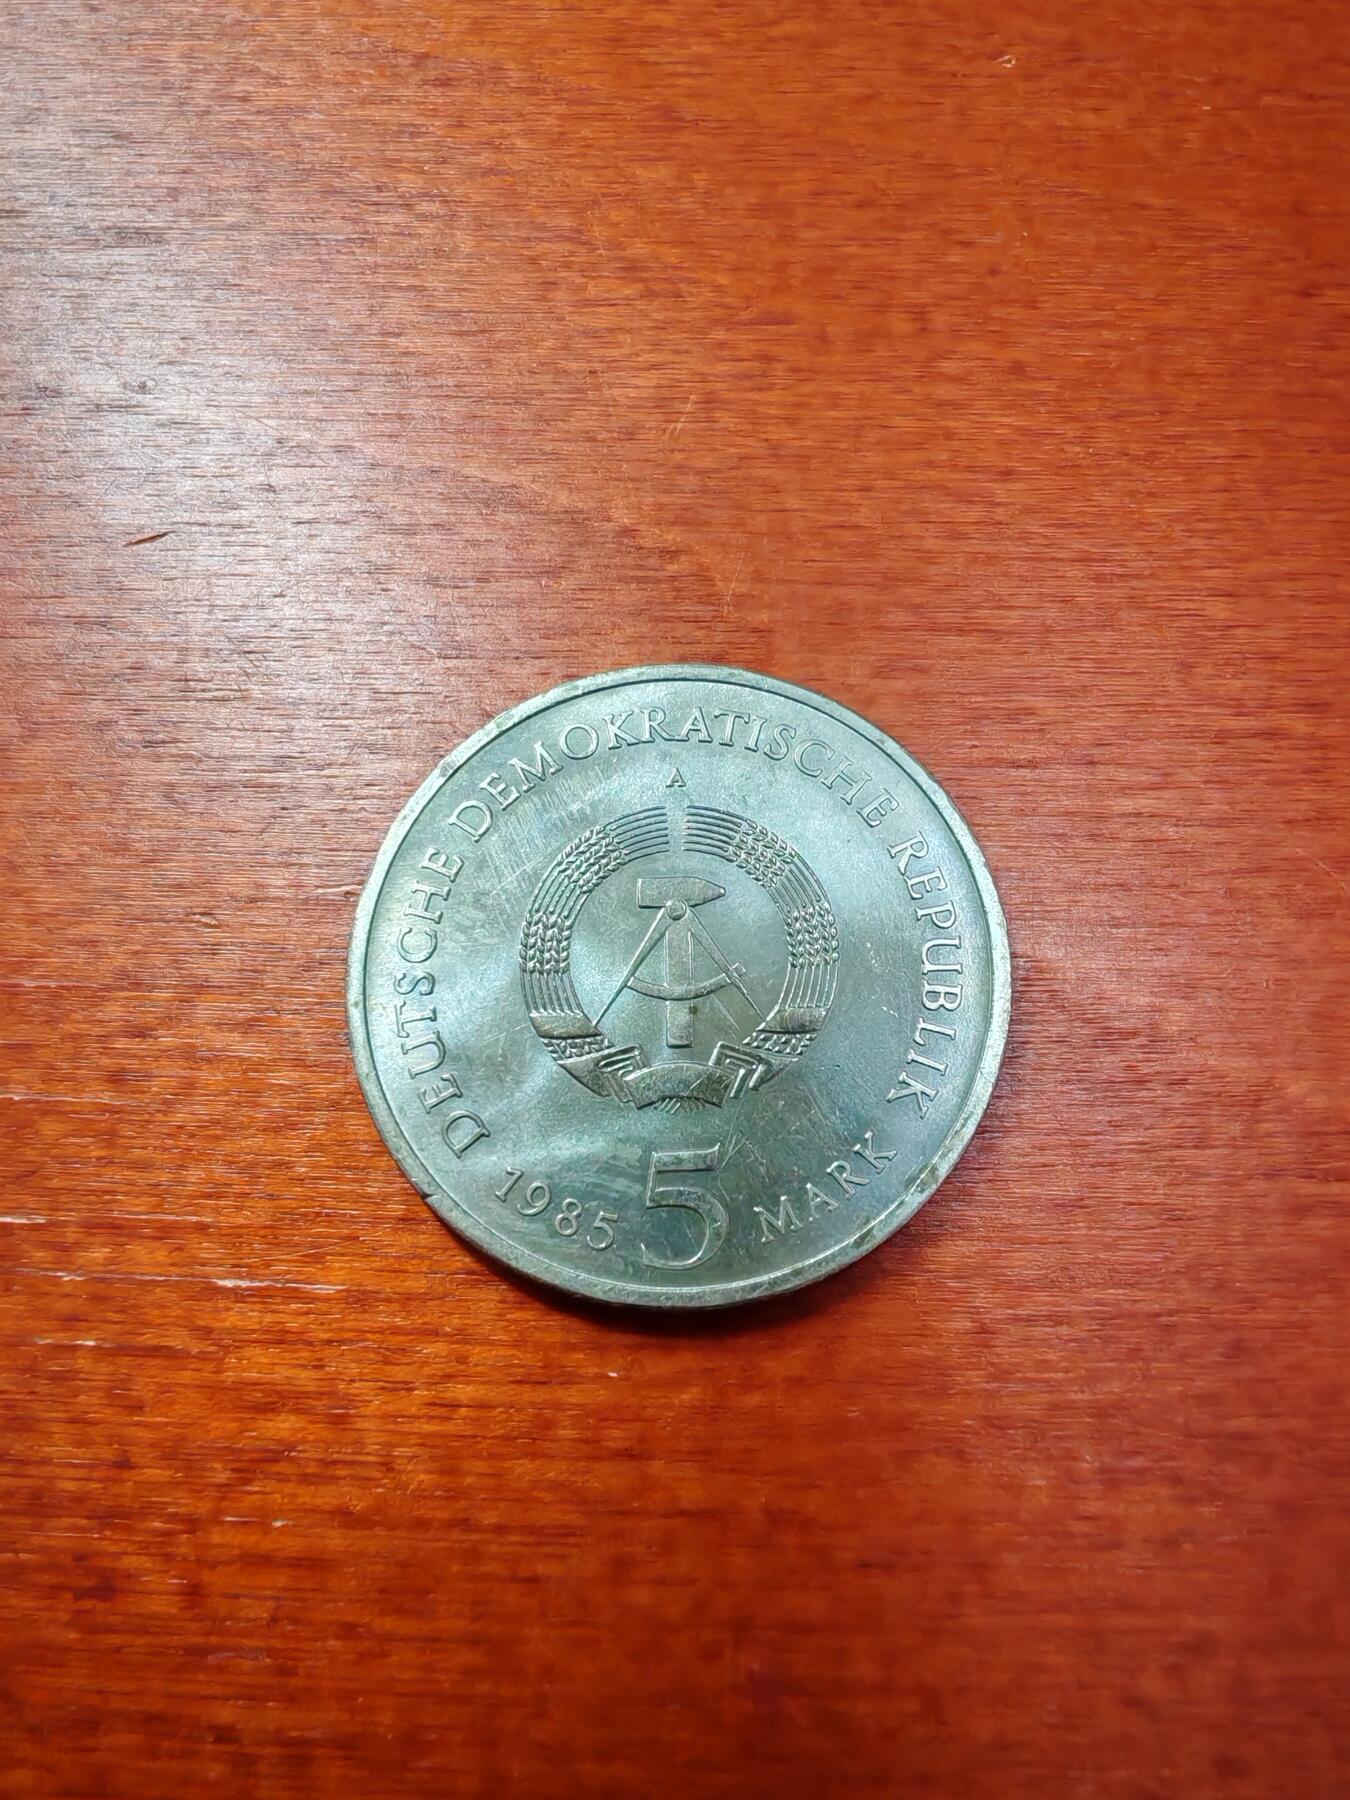 DEUTSCHE DEMOKRATISCHE REPUBLIK
A
1985 5 MARK